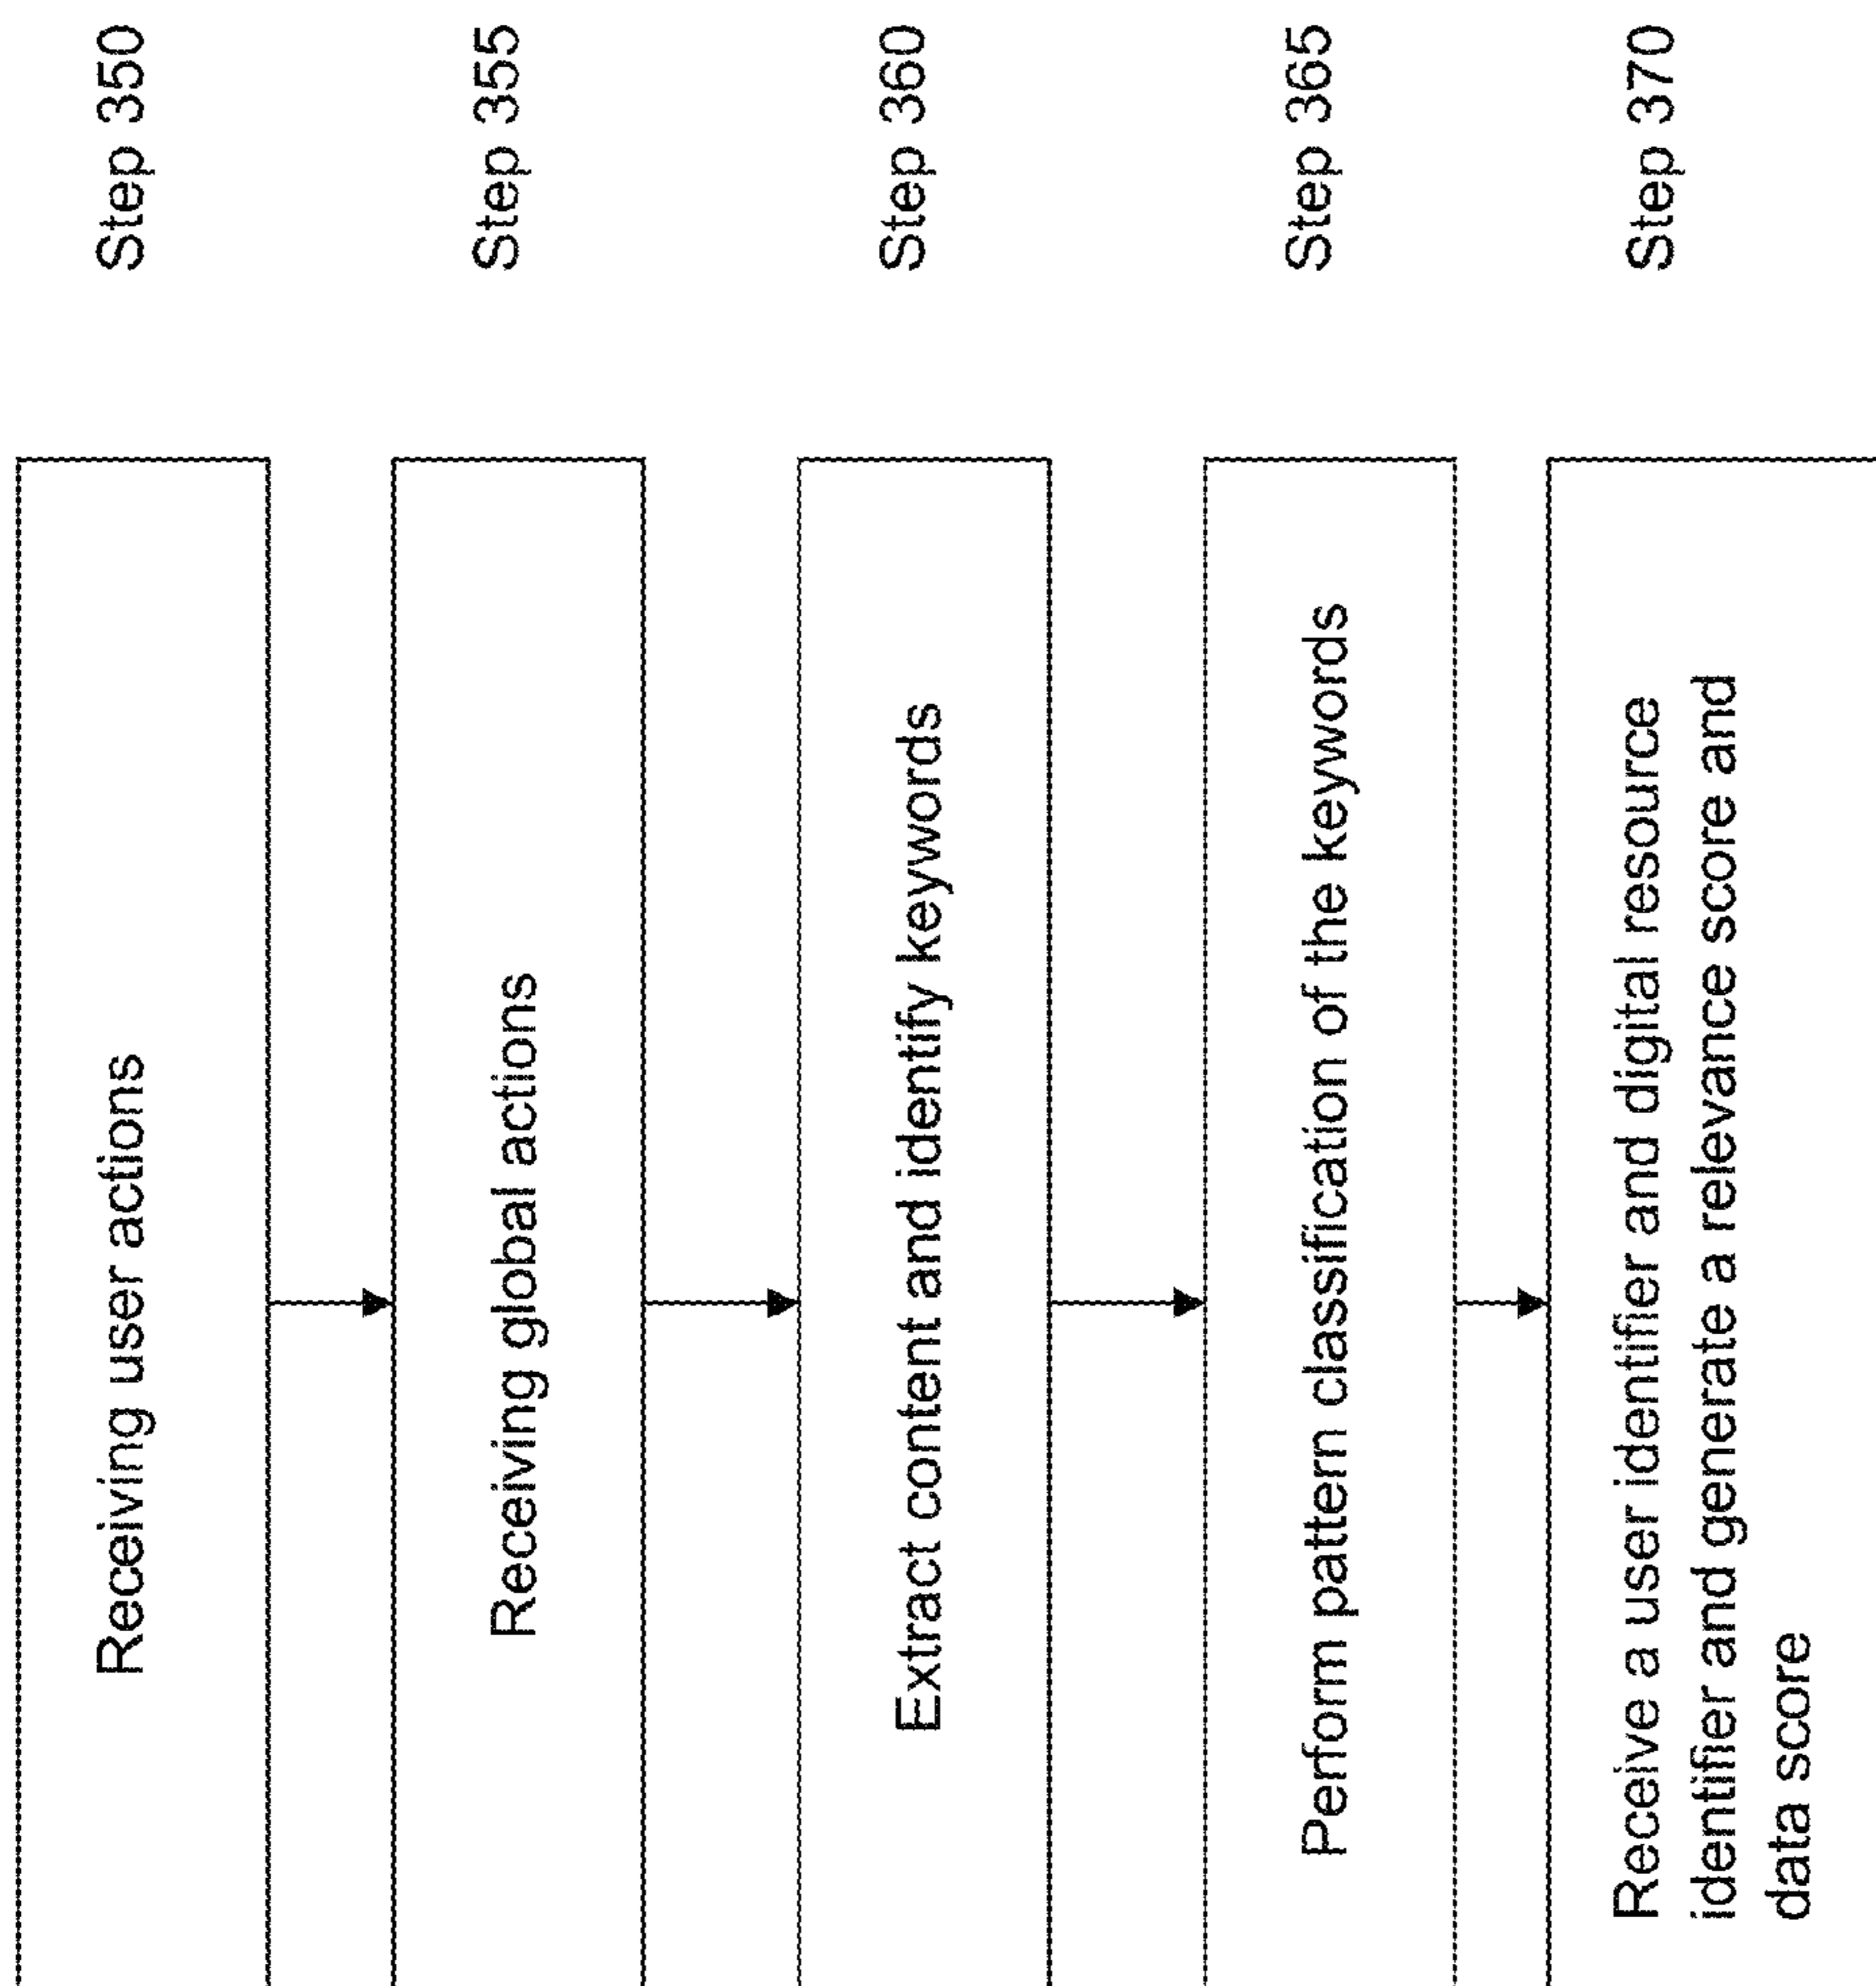 Receiving user actions
Step 350
Receiving global actions
Step 355
Extract content and identify keywords
Step 360
Perform pattern classification of the keywords
Step 365
Receive a user identifier and digital resource
identifier and generate a relevance score and
data score
Step 370